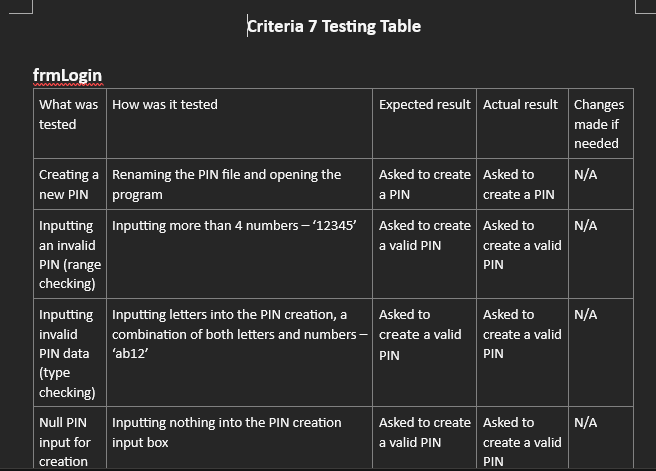 Criteria 7 Testing Table
frmLogin
What was tested
How was it tested
Expected result
Actual result
Changes made if needed
Creating a new PIN
Renaming the PIN file and opening the program
Asked to create a PIN
Asked to create a PIN
N/A
Inputting an invalid PIN (range checking)
Inputting more than 4 numbers – ‘12345’
Asked to create a valid PIN
Asked to create a valid PIN
N/A
Inputting invalid PIN data (type checking)
Inputting letters into the PIN creation, a combination of both letters and numbers – ‘ab12’
Asked to create a valid PIN
Asked to create a valid PIN
N/A
Null PIN input for creation
Inputting nothing into the PIN creation input box
Asked to create a valid PIN
Asked to create a valid PIN
N/A